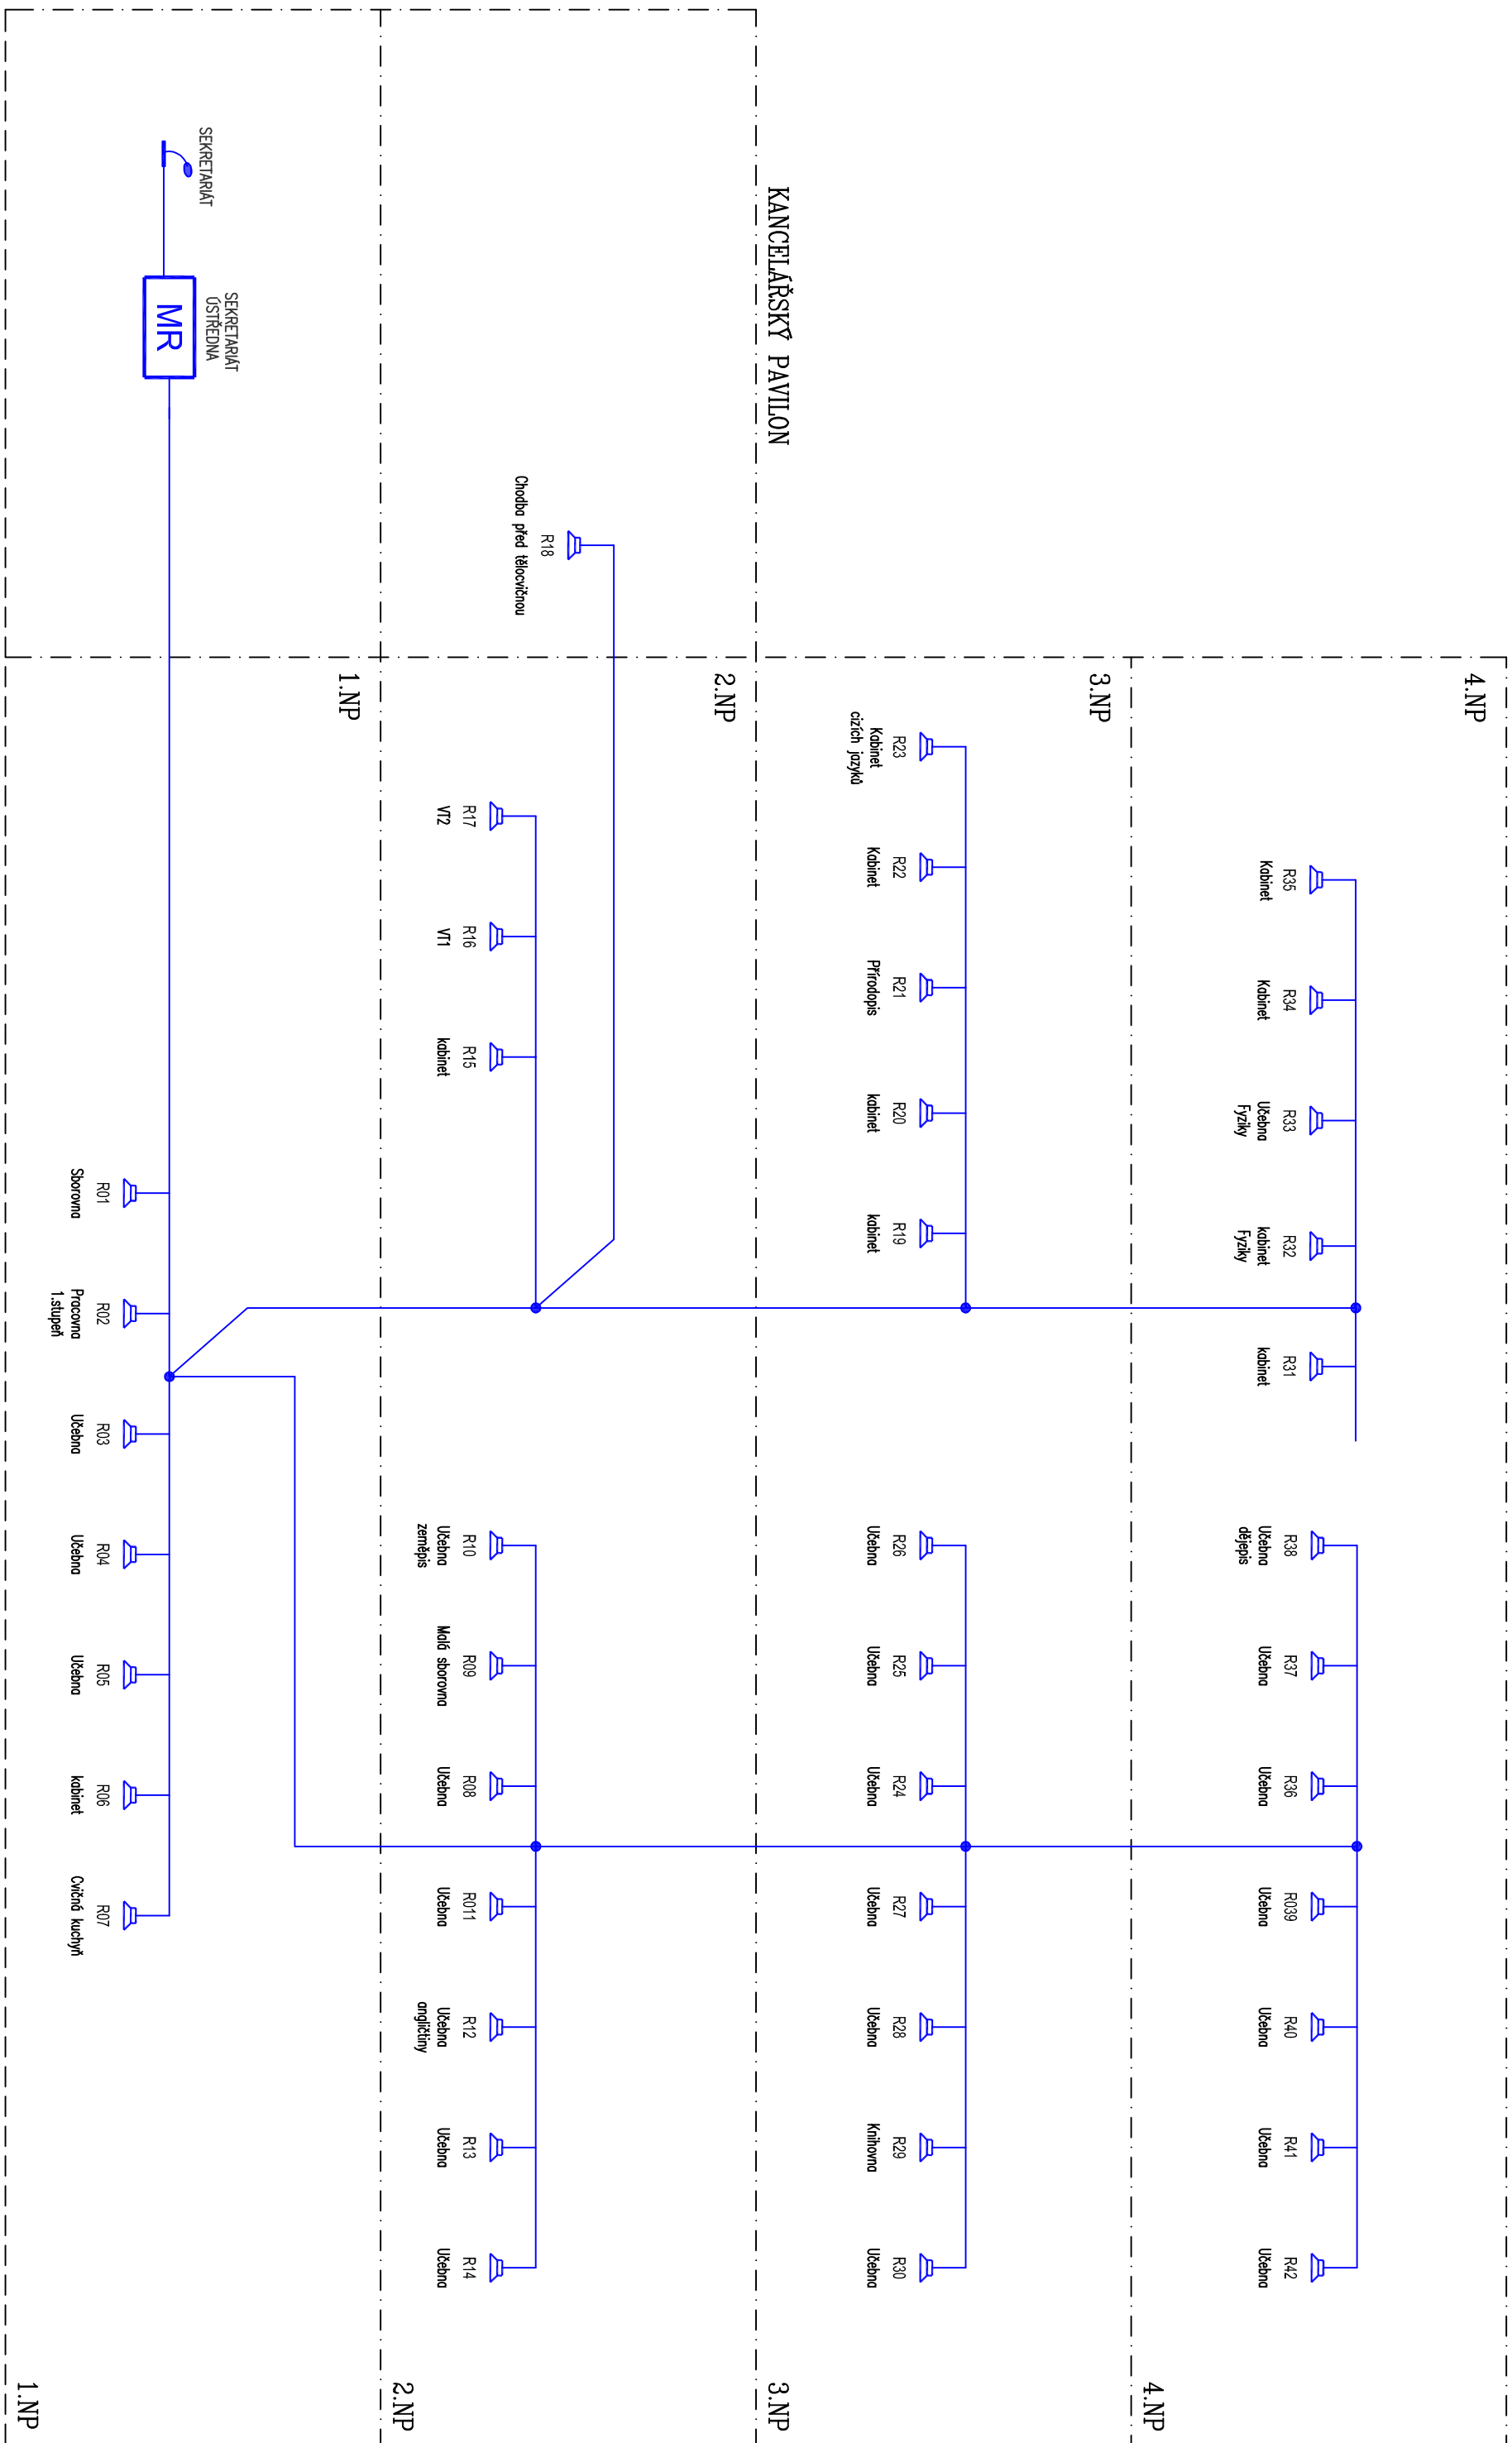 4.NP
R35
Kabinet
R34
Kabinet
R33
Učebna
Fyziky
R32
kabinet
Fyziky
R31
kabinet
R38
Učebna
dějepis
R37
Učebna
R36
Učebna
R039
Učebna
R40
Učebna
R41
Učebna
R42
Učebna
4.NP
3.NP
R23
Kabinet
cizích jazyků
R22
Kabinet
R21
Přírodopis
R20
kabinet
R19
kabinet
R26
Učebna
R25
Učebna
R24
Učebna
R27
Učebna
R28
Učebna
R29
Knihovna
R30
Učebna
3.NP
KANCELÁŘSKÝ PAVILON
2.NP
R18
Chodba před tělocvičnou
R17
VT2
R16
VT1
R15
kabinet
R10
Učebna
zeměpis
R09
Malá sborovna
R08
Učebna
R011
Učebna
R12
Učebna
angličtiny
R13
Učebna
R14
Učebna
2.NP
1.NP
SEKRETARIÁT
SEKRETARIÁT
ÚSTŘEDNA
MR
R01
Sborovna
R02
Pracovna
1.stupeň
R03
Učebna
R04
Učebna
R05
Učebna
R06
kabinet
R07
Cvičná kuchyň
1.NP